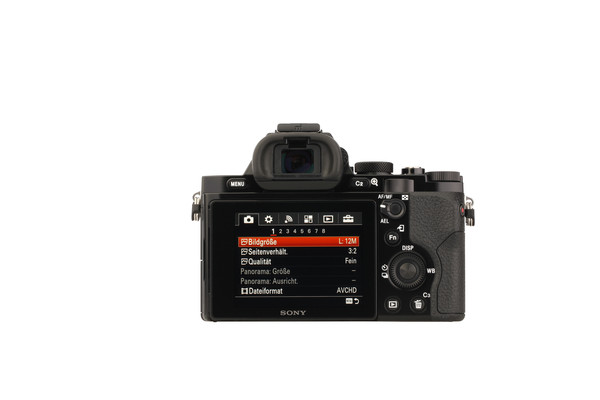 MENU
C2
AF/MF
AEL
1 2 3 4 5 6 7 8
Bildgröße L: 12M
Seitenverhält. 3:2
Qualität Fein
Panorama: Größe –
Panorama: Ausricht. –
Dateiformat AVCHD
Fn
DISP
WB
C3
SONY